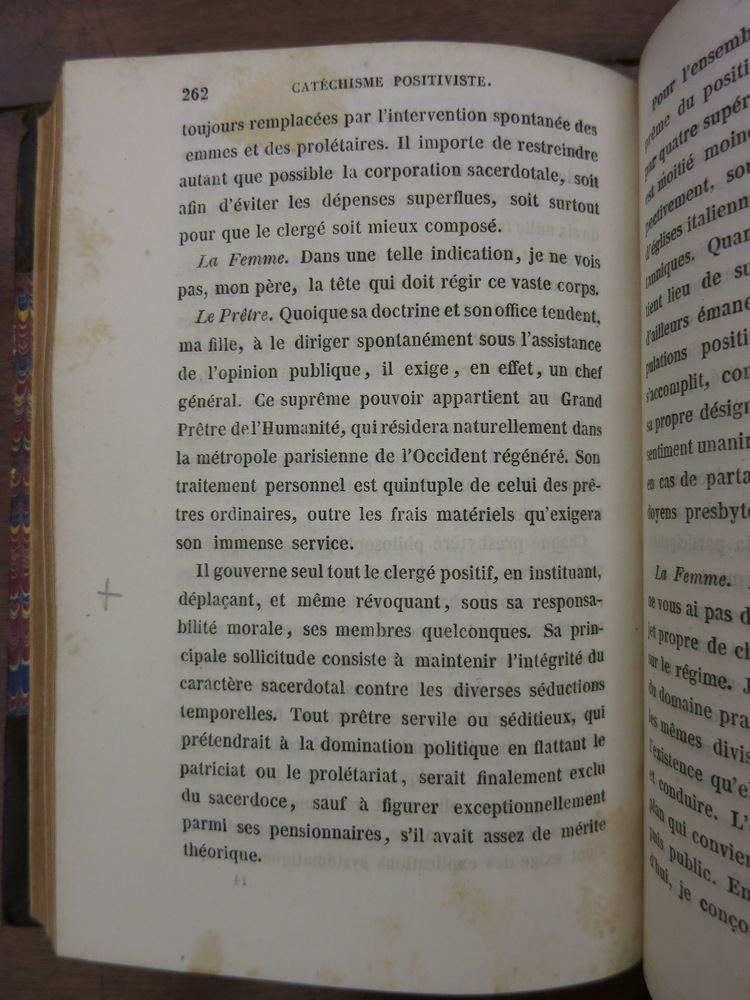 262
CATÉCHISME POSITIVISTE.
toujours remplacées par l'intervention spontanée des
emmes et des prolétaires. Il importe de restreindre
autant que possible la corporation sacerdotale, soit
afin d'éviter les dépenses superflues, soit surtout
pour que le clergé soit mieux composé.
La Femme. Dans une telle indication, je ne vois
pas, mon père, la tête qui doit régir ce vaste corps.
Le Prêtre. Quoique sa doctrine et son office tendent,
ma fille, à le diriger spontanément sous l'assistance
de l'opinion publique, il exige, en effet, un chef
général. Ce suprême pouvoir appartient au Grand
Prêtre de l'Humanité, qui résidera naturellement dans
la métropole parisienne de l'Occident régénéré. Son
traitement personnel est quintuple de celui des prê-
tres ordinaires, outre les frais matériels qu'exigera
son immense service.
Il gouverne seul tout le clergé positif, en instituant,
déplaçant, et même révoquant, sous sa responsa-
bilité morale, ses membres quelconques. Sa prin-
cipale sollicitude consiste à maintenir l'intégrité du
caractère sacerdotal contre les diverses séductions
temporelles. Tout prêtre servile ou séditieux, qui
prétendrait à la domination politique en flattant le
patriciat ou le prolétariat, serait finalement exclu
du sacerdoce, sauf à figurer exceptionnellement
parmi ses pensionnaires, s'il avait assez de mérite
théorique.
Pour l'ensemb
prême du positi
par quatre supér
est moitié moin
pectivement, sou
d'églises italienn
tanniques. Quan
tient lieu de su
d'ailleurs émane
pulations positi
s'accomplit, con
sa propre désign
sentiment unanin
en cas de parta
doyens presbyte
La Femme.
ne vous ai pas d
jet propre de ch
sur le régime. J
du domaine pra
les mêmes divis
l'existence qu'el
et conduire. L'
plan qui convien
puis public. En
d'hui, je conço